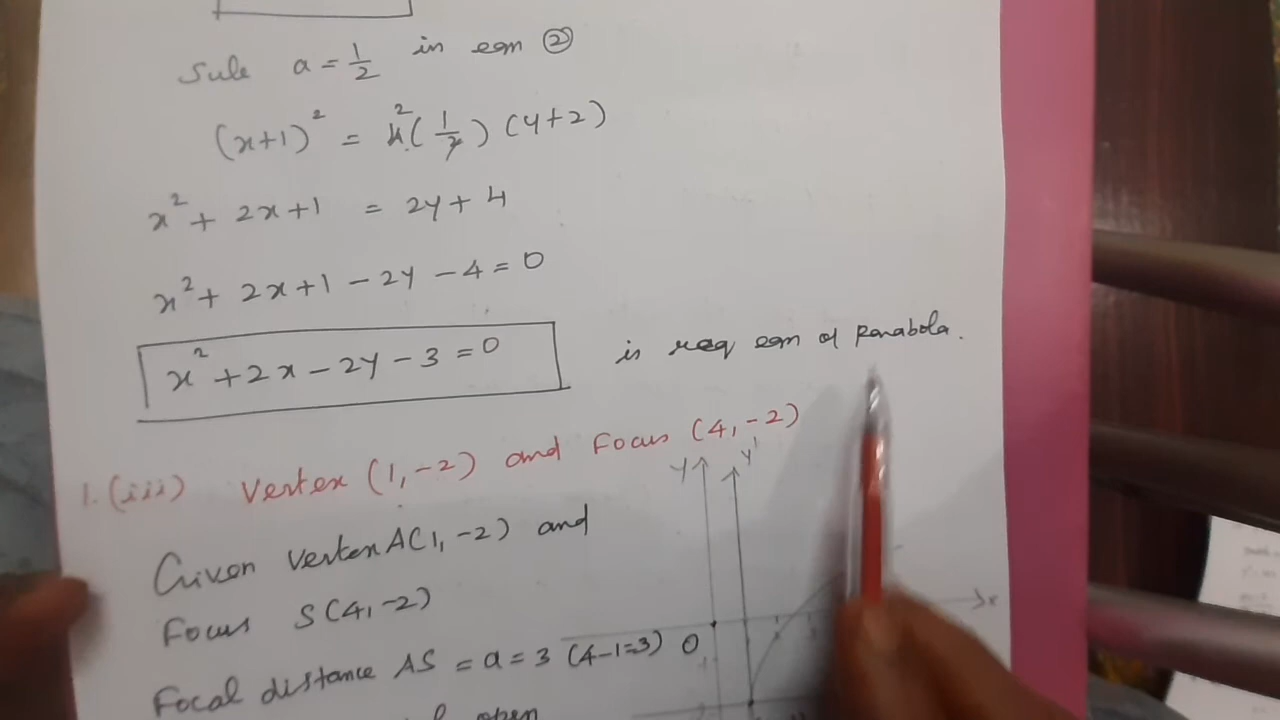 Sub a = 1/2 in eqn ②
(x+1)² = 4²(1/2) (y+2)
x² + 2x+1 = 2y+4
x²+ 2x+1 -2y -4=0
x²+2x-2y-3=0 is req eqn of Parabola.
1.(iii) Vertex (1,-2) and Focus (4,-2)
Y Y'
Given Vertex A(1,-2) and
Focus S(4,-2)
x
Focal distance AS = a = 3 (4-1=3) O
open